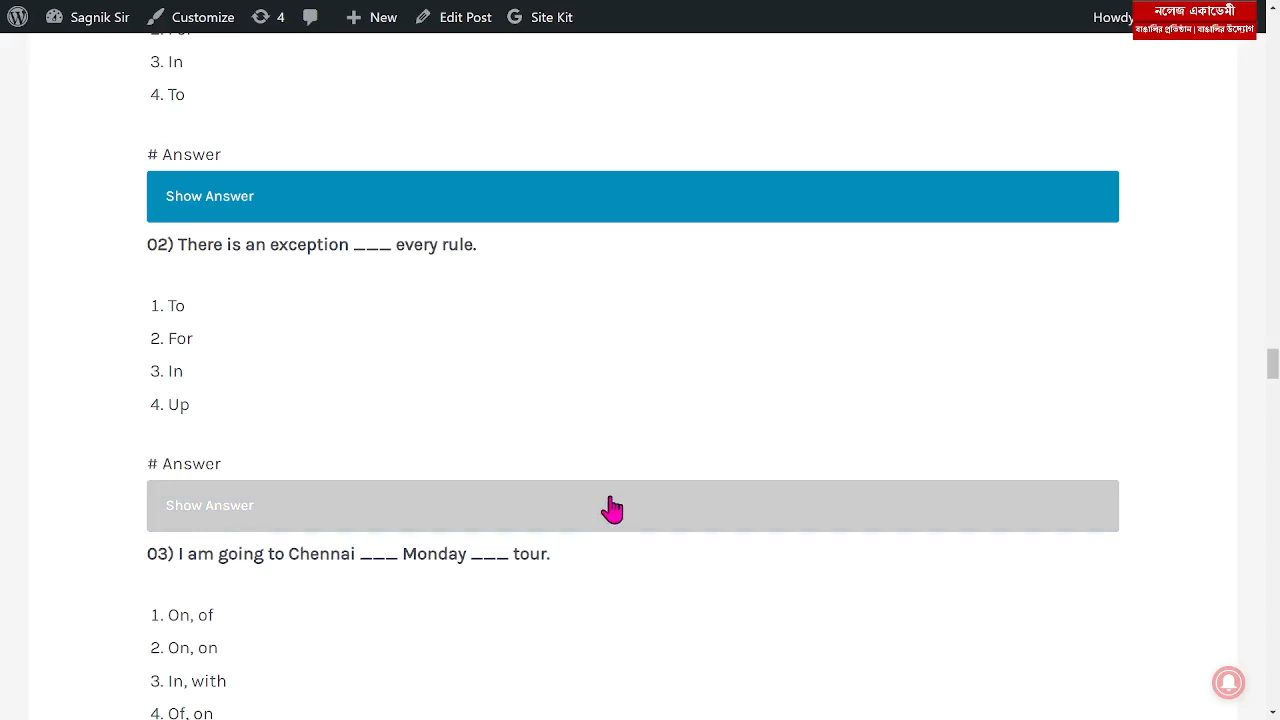 Sagnik Sir Customize 4 New Edit Post Site Kit Howdy
নলেজ একাডেমী
বাঙালির প্রতিষ্ঠান | বাঙালির উদ্যোগ
3. In
4. To
# Answer
Show Answer
02) There is an exception ___ every rule.
1. To
2. For
3. In
4. Up
# Answer
Show Answer
03) I am going to Chennai ___ Monday ___ tour.
1. On, of
2. On, on
3. In, with
4. Of, on